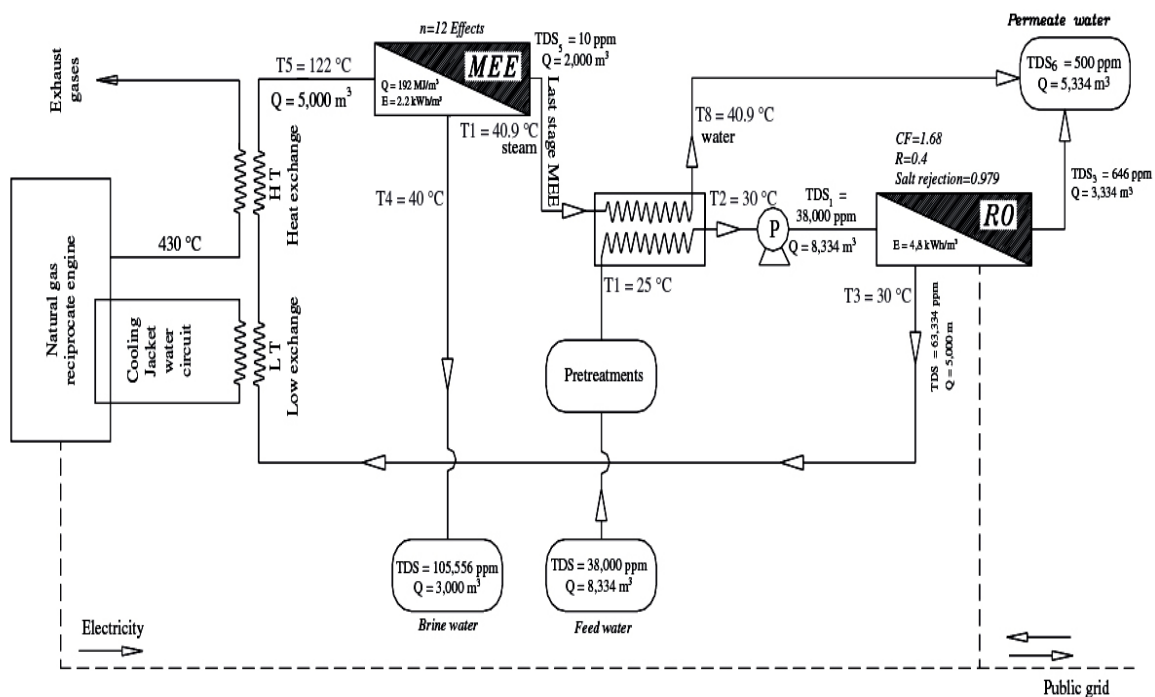 n=12 Effects
Permeate water
TDS5 = 10 ppm
Q = 2,000 m³
T5 = 122 °C
Q = 5,000 m³
MEE
Q = 192 MJ/m³
E = 2.2 kWh/m³
TDS6 = 500 ppm
Q = 5,334 m³
Exhaust
gases
T1 = 40.9 °C
steam
Last stage MEE
T8 = 40.9 °C
water
CF=1.68
R=0.4
Salt rejection=0.979
TDS3 = 646 ppm
Q = 3,334 m³
H T
Heat exchange
T4 = 40 °C
T2 = 30 °C
TDS1 =
38,000 ppm
Q = 8,334 m³
P
RO
E = 4,8 kWh/m³
430 °C
T1 = 25 °C
T3 = 30 °C
TDS = 63,334 ppm
Q = 5,000 m
Natural gas
reciprocate engine
Cooling
Jacket
water
circuit
L T
Low exchange
Pretreatments
TDS = 105,556 ppm
Q = 3,000 m³
Brine water
TDS = 38,000 ppm
Q = 8,334 m³
Feed water
Electricity
Public grid